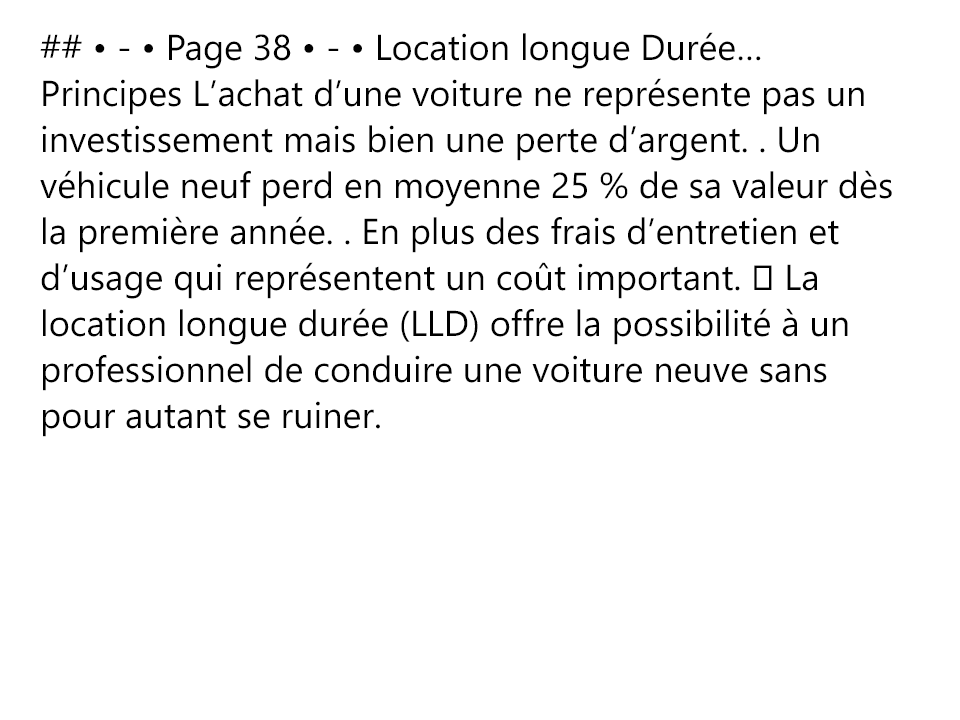 ## • - • Page 38 • - • Location longue Durée…
Principes L’achat d’une voiture ne représente pas un
investissement mais bien une perte d’argent. . Un
véhicule neuf perd en moyenne 25 % de sa valeur dès
la première année. . En plus des frais d’entretien et
d’usage qui représentent un coût important. 󰀀 La
location longue durée (LLD) offre la possibilité à un
professionnel de conduire une voiture neuve sans
pour autant se ruiner.